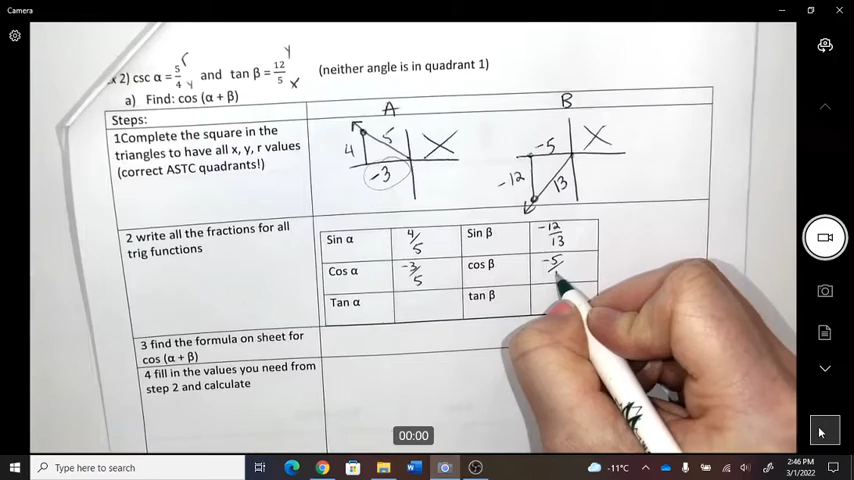 Camera
x 2) csc α = 5/4 and tan β = 12/5 (neither angle is in quadrant 1)
r
y
y
x
a) Find: cos (α + β)
Steps:
A
B
1Complete the square in the
triangles to have all x, y, r values
(correct ASTC quadrants!)
4
5
-3
-5
-12
13
2 write all the fractions for all
trig functions
Sin α 4/5 Sin β -12/13
Cos α -3/5 cos β -5/
Tan α tan β
3 find the formula on sheet for
cos (α + β)
4 fill in the values you need from
step 2 and calculate
00:00
Type here to search
-11°C
2:46 PM
3/1/2022